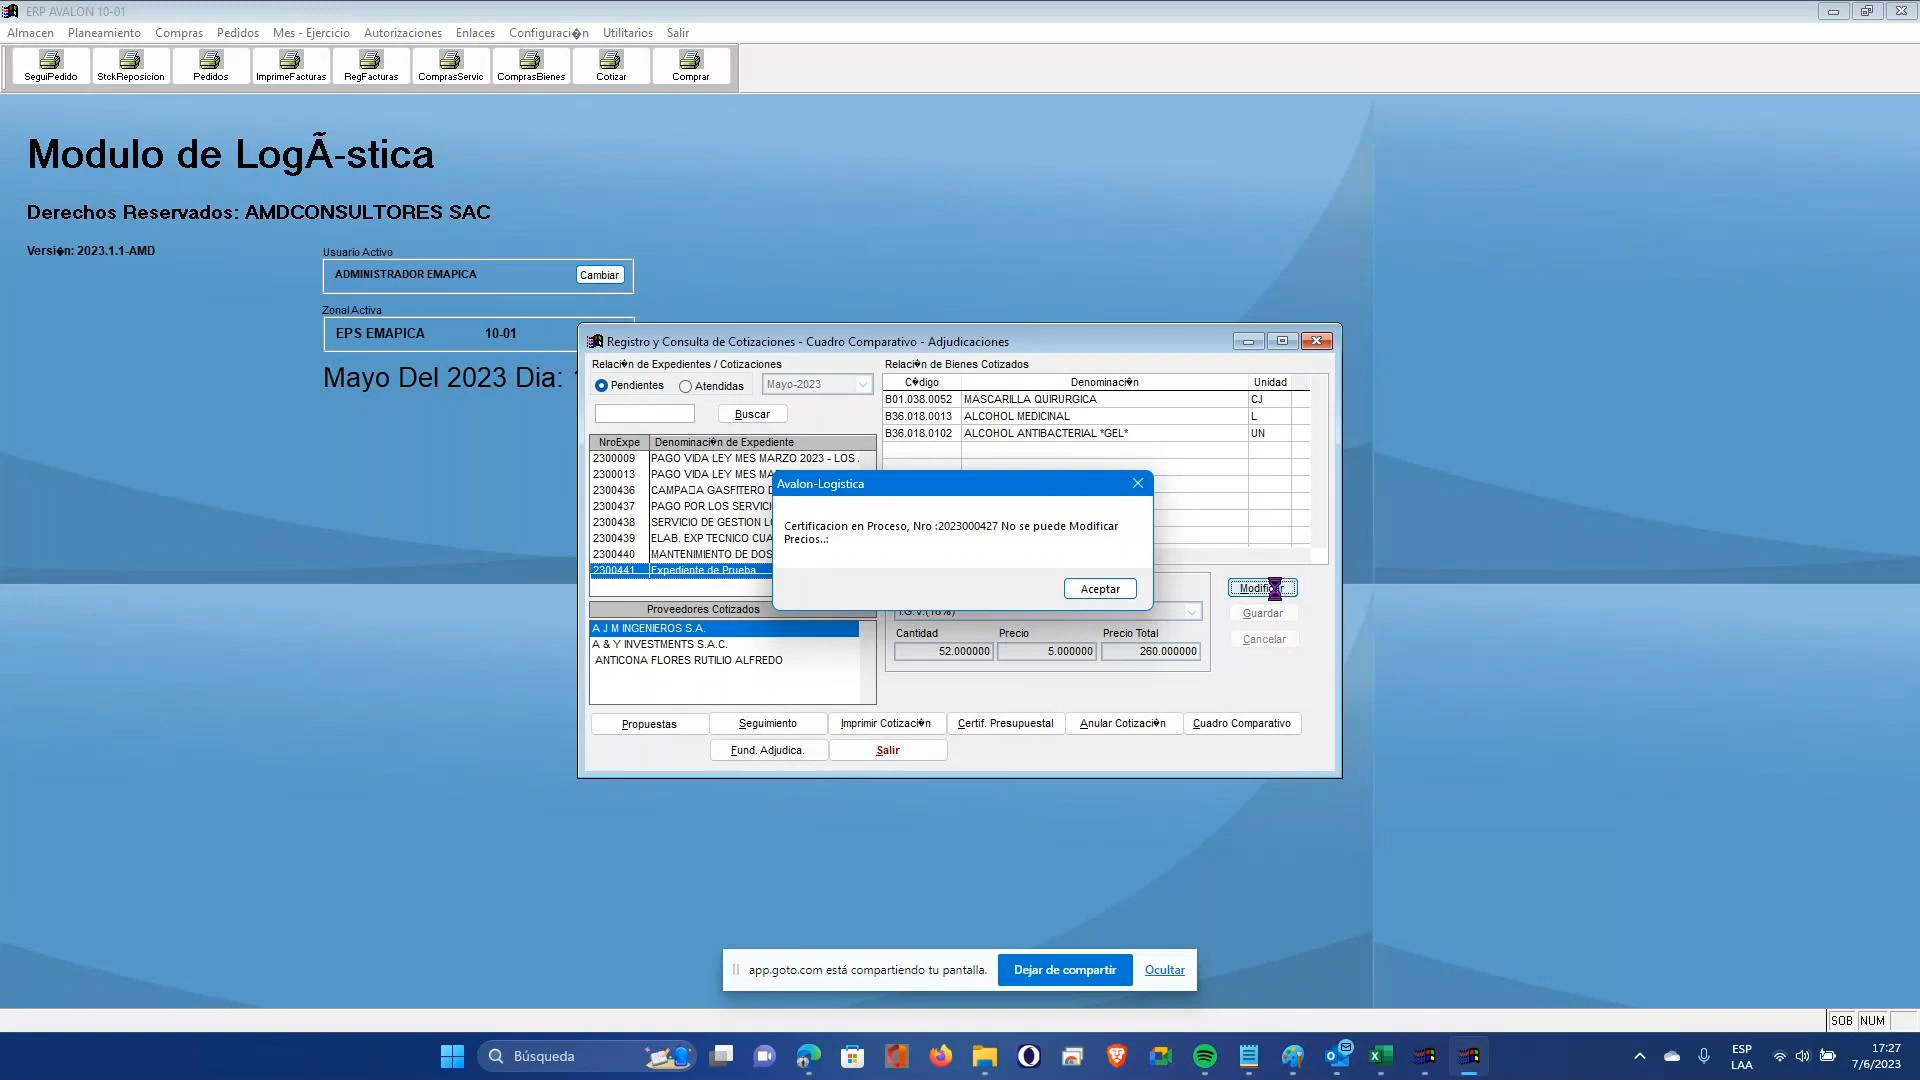 ERP AVALON 10-01
Almacen Planeamiento Compras Pedidos Mes - Ejercicio Autorizaciones Enlaces Configuraci�n Utilitarios Salir
SeguiPedido StckReposicion Pedidos ImprimeFacturas RegFacturas ComprasServic ComprasBienes Cotizar Comprar
Modulo de LogÃ-stica
Derechos Reservados: AMDCONSULTORES SAC
Versi�n: 2023.1.1-AMD
Usuario Activo
ADMINISTRADOR EMAPICA Cambiar
Zonal Activa
EPS EMAPICA 10-01
Mayo Del 2023 Dia:
Registro y Consulta de Cotizaciones - Cuadro Comparativo - Adjudicaciones
Relaci�n de Expedientes / Cotizaciones
Pendientes Atendidas Mayo-2023
Buscar
NroExpe Denominaci�n de Expediente
2300009 PAGO VIDA LEY MES MARZO 2023 - LOS .
2300013 PAGO VIDA LEY MES MA
2300436 CAMPA□A GASFITERO D
2300437 PAGO POR LOS SERVICI
2300438 SERVICIO DE GESTION L
2300439 ELAB. EXP TECNICO CUA
2300440 MANTENIMIENTO DE DOS
2300441 Expediente de Prueba
Proveedores Cotizados
A J M INGENIEROS S.A.
A & Y INVESTMENTS S.A.C.
ANTICONA FLORES RUTILIO ALFREDO
Relaci�n de Bienes Cotizados
C�digo Denominaci�n Unidad
B01.038.0052 MASCARILLA QUIRURGICA CJ
B36.018.0013 ALCOHOL MEDICINAL L
B36.018.0102 ALCOHOL ANTIBACTERIAL *GEL* UN
Avalon-Logistica
Certificacion en Proceso, Nro :2023000427 No se puede Modificar
Precios..:
Aceptar
I.G.V.(18%)
Cantidad Precio Precio Total
52.000000 5.000000 260.000000
Modificar
Guardar
Cancelar
Propuestas Seguimiento Imprimir Cotizaci�n Certif. Presupuestal Anular Cotizaci�n Cuadro Comparativo
Fund. Adjudica. Salir
app.goto.com está compartiendo tu pantalla. Dejar de compartir Ocultar
SOB NUM
Búsqueda
ESP
LAA
17:27
7/6/2023